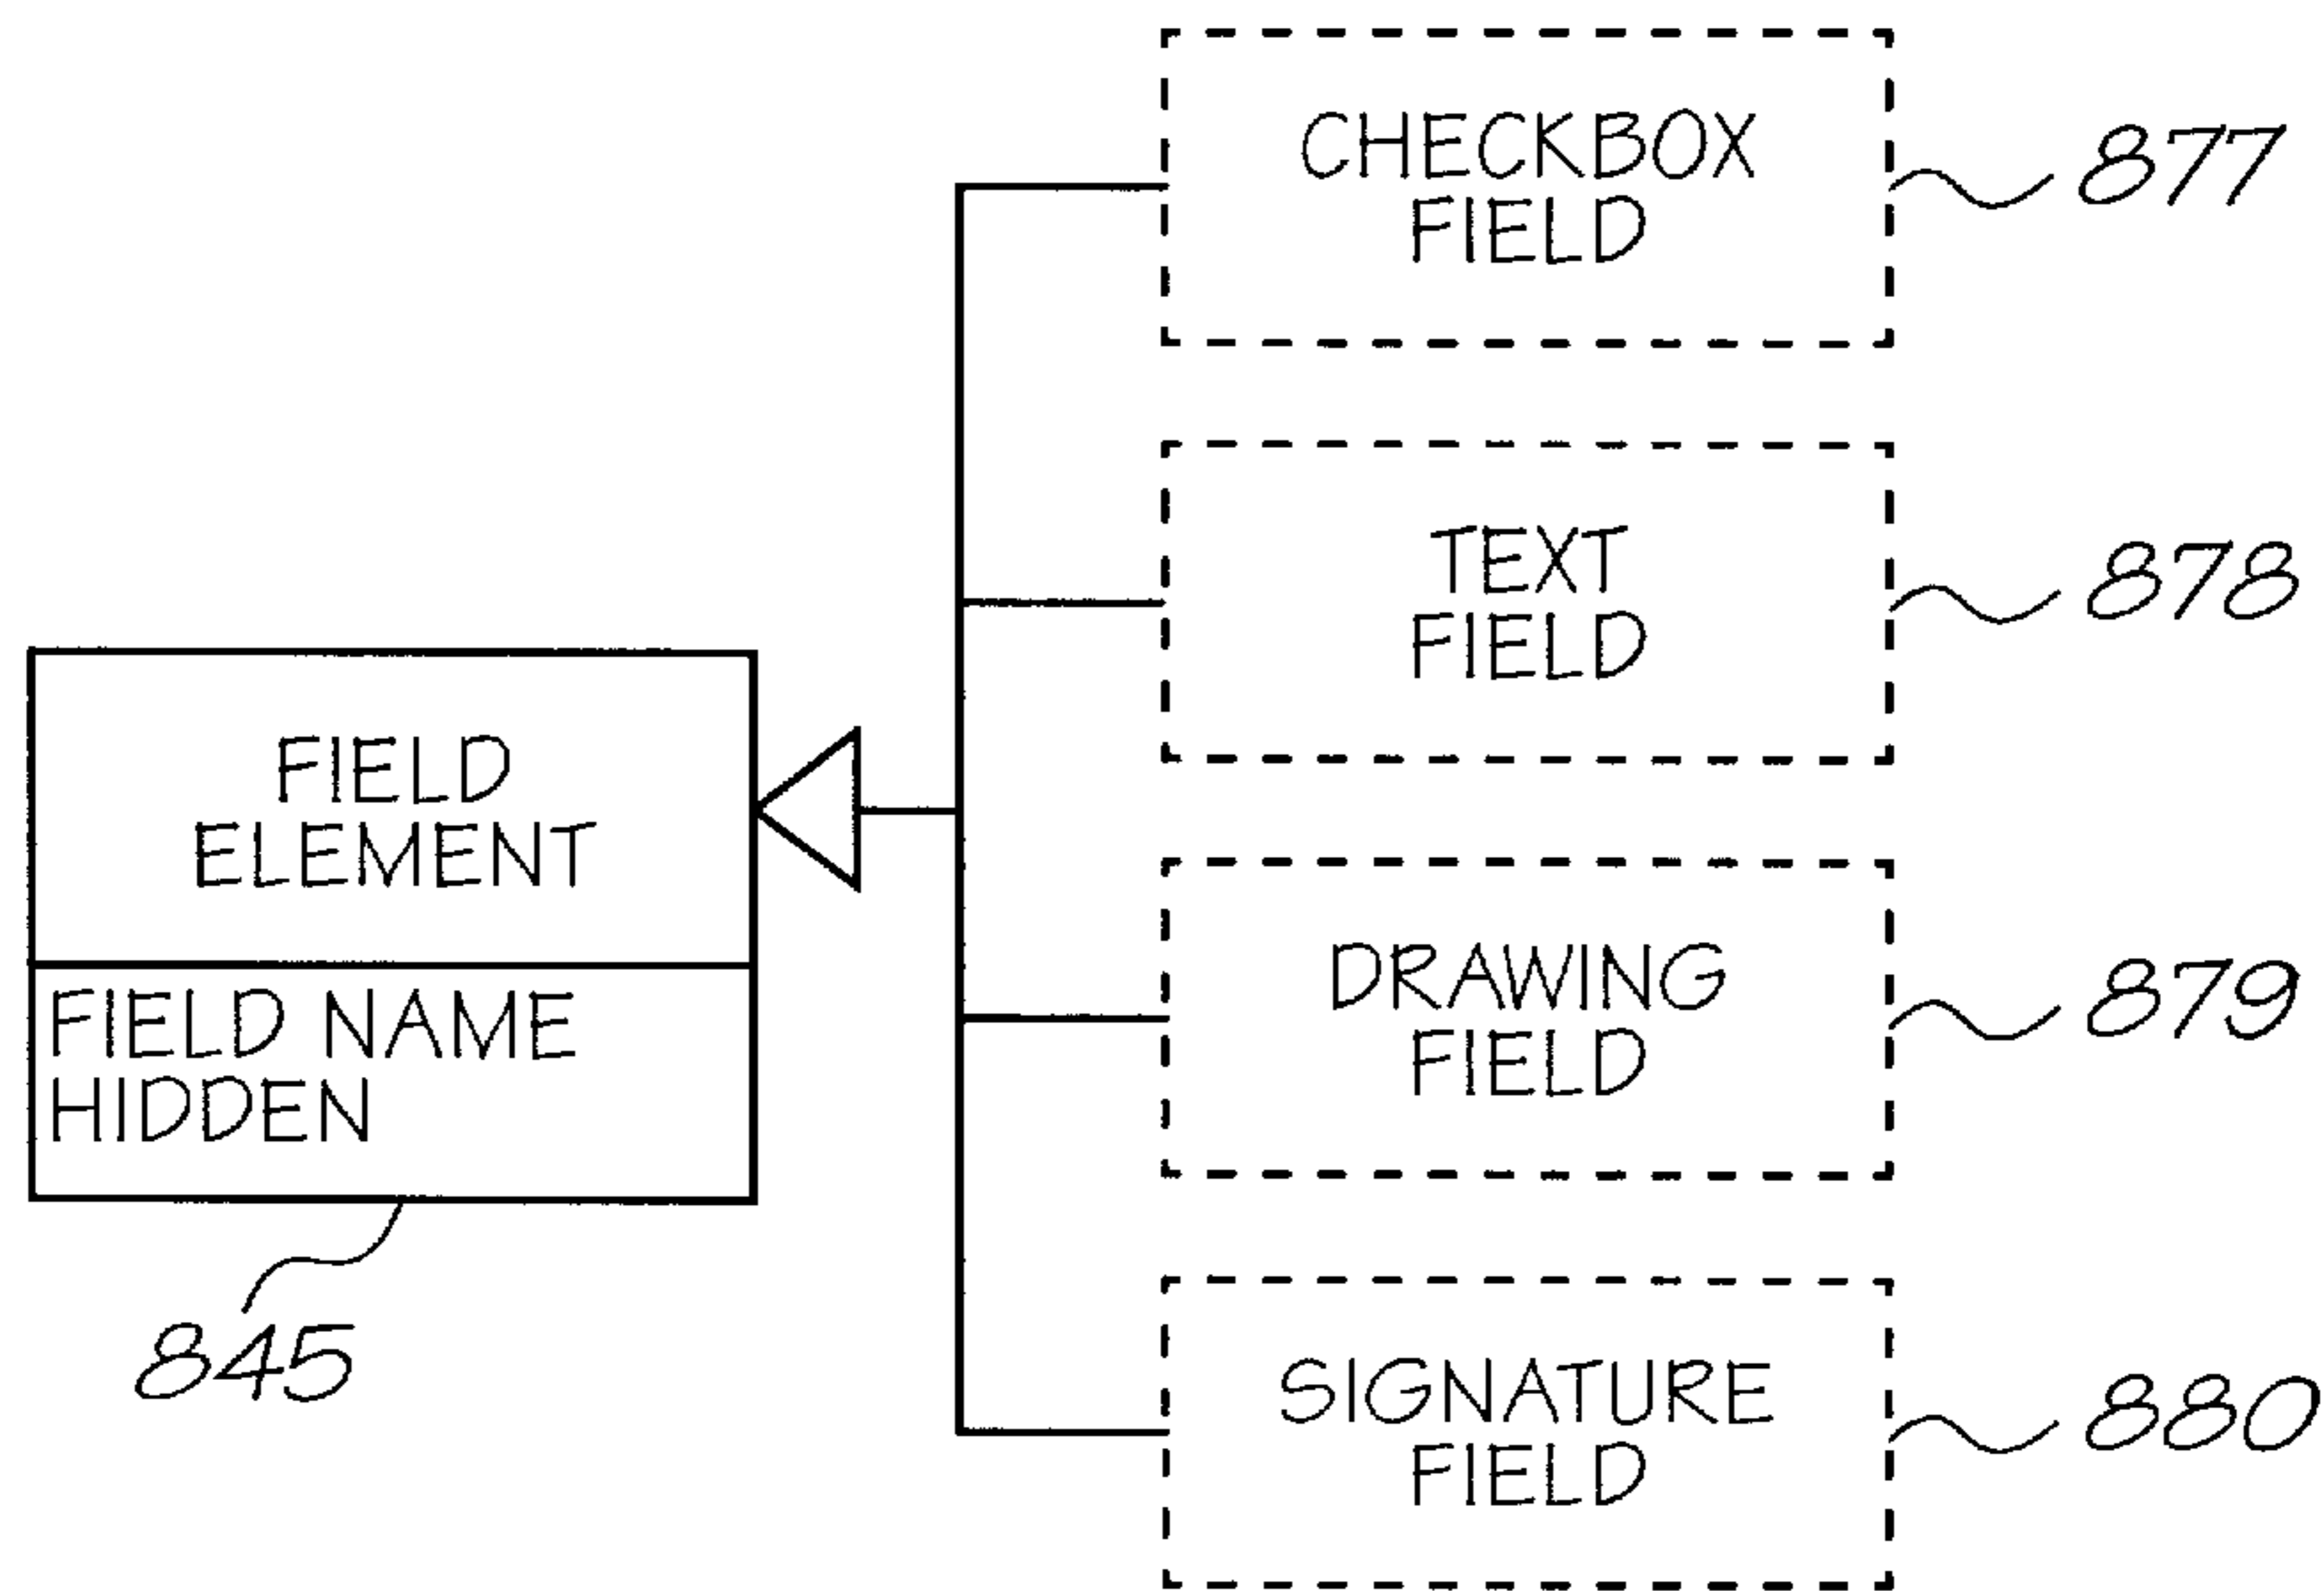 CHECKBOX
FIELD
877
TEXT
FIELD
878
FIELD
ELEMENT
FIELD NAME
HIDDEN
845
DRAWING
FIELD
879
SIGNATURE
FIELD
880